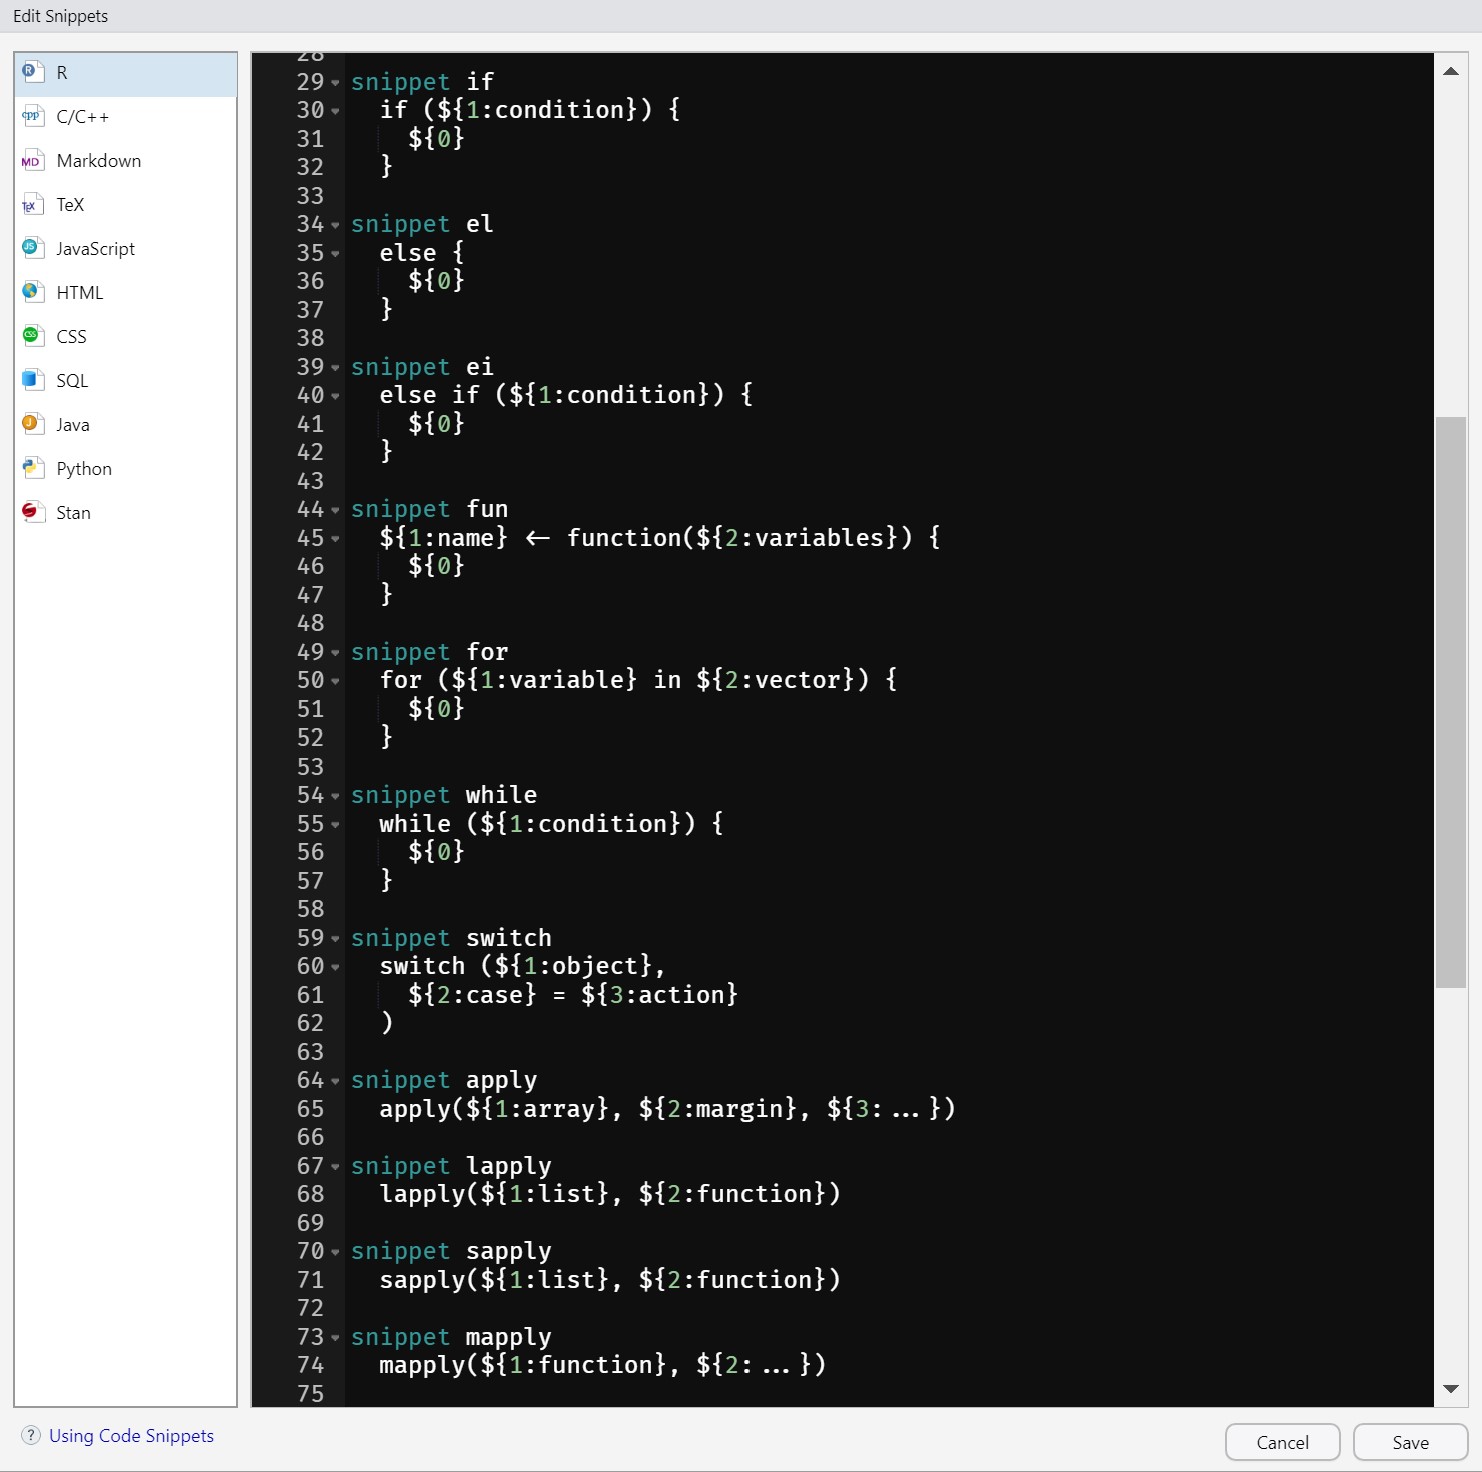 Edit Snippets
R
C/C++
Markdown
TeX
JavaScript
HTML
CSS
SQL
Java
Python
Stan
28
29 snippet if
30   if (${1:condition}) {
31     ${0}
32   }
33
34 snippet el
35   else {
36     ${0}
37   }
38
39 snippet ei
40   else if (${1:condition}) {
41     ${0}
42   }
43
44 snippet fun
45   ${1:name} <- function(${2:variables}) {
46     ${0}
47   }
48
49 snippet for
50   for (${1:variable} in ${2:vector}) {
51     ${0}
52   }
53
54 snippet while
55   while (${1:condition}) {
56     ${0}
57   }
58
59 snippet switch
60   switch (${1:object},
61     ${2:case} = ${3:action}
62   )
63
64 snippet apply
65   apply(${1:array}, ${2:margin}, ${3:...})
66
67 snippet lapply
68   lapply(${1:list}, ${2:function})
69
70 snippet sapply
71   sapply(${1:list}, ${2:function})
72
73 snippet mapply
74   mapply(${1:function}, ${2:...})
75
? Using Code Snippets
Cancel
Save